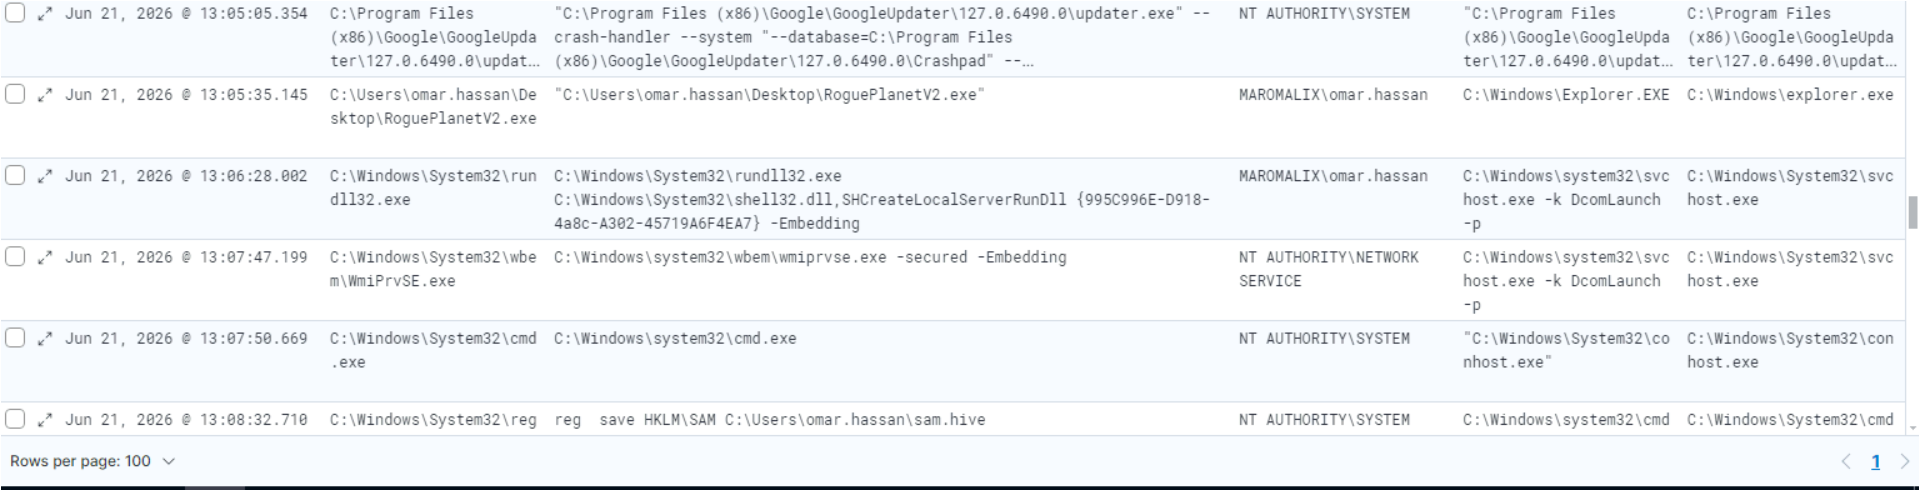 Jun 21, 2026 @ 13:05:05.354
C:\Program Files
(x86)\Google\GoogleUpda
ter\127.0.6490.0\updat...
"C:\Program Files (x86)\Google\GoogleUpdater\127.0.6490.0\updater.exe" --
crash-handler --system "--database=C:\Program Files
(x86)\Google\GoogleUpdater\127.0.6490.0\Crashpad" --...
NT AUTHORITY\SYSTEM
"C:\Program Files
(x86)\Google\GoogleUpda
ter\127.0.6490.0\updat...
C:\Program Files
(x86)\Google\GoogleUpda
ter\127.0.6490.0\updat...
Jun 21, 2026 @ 13:05:35.145
C:\Users\omar.hassan\De
sktop\RoguePlanetV2.exe
"C:\Users\omar.hassan\Desktop\RoguePlanetV2.exe"
MAROMALIX\omar.hassan
C:\Windows\Explorer.EXE
C:\Windows\explorer.exe
Jun 21, 2026 @ 13:06:28.002
C:\Windows\System32\run
dll32.exe
C:\Windows\System32\rundll32.exe
C:\Windows\System32\shell32.dll,SHCreateLocalServerRunDll {995C996E-D918-
4a8c-A302-45719A6F4EA7} -Embedding
MAROMALIX\omar.hassan
C:\Windows\system32\svc
host.exe -k DcomLaunch
-p
C:\Windows\System32\svc
host.exe
Jun 21, 2026 @ 13:07:47.199
C:\Windows\System32\wbe
m\WmiPrvSE.exe
C:\Windows\system32\wbem\wmiprvse.exe -secured -Embedding
NT AUTHORITY\NETWORK
SERVICE
C:\Windows\system32\svc
host.exe -k DcomLaunch
-p
C:\Windows\System32\svc
host.exe
Jun 21, 2026 @ 13:07:50.669
C:\Windows\System32\cmd
.exe
C:\Windows\system32\cmd.exe
NT AUTHORITY\SYSTEM
"C:\Windows\System32\co
nhost.exe"
C:\Windows\System32\con
host.exe
Jun 21, 2026 @ 13:08:32.710
C:\Windows\System32\reg
reg  save HKLM\SAM C:\Users\omar.hassan\sam.hive
NT AUTHORITY\SYSTEM
C:\Windows\system32\cmd
C:\Windows\System32\cmd
Rows per page: 100
1